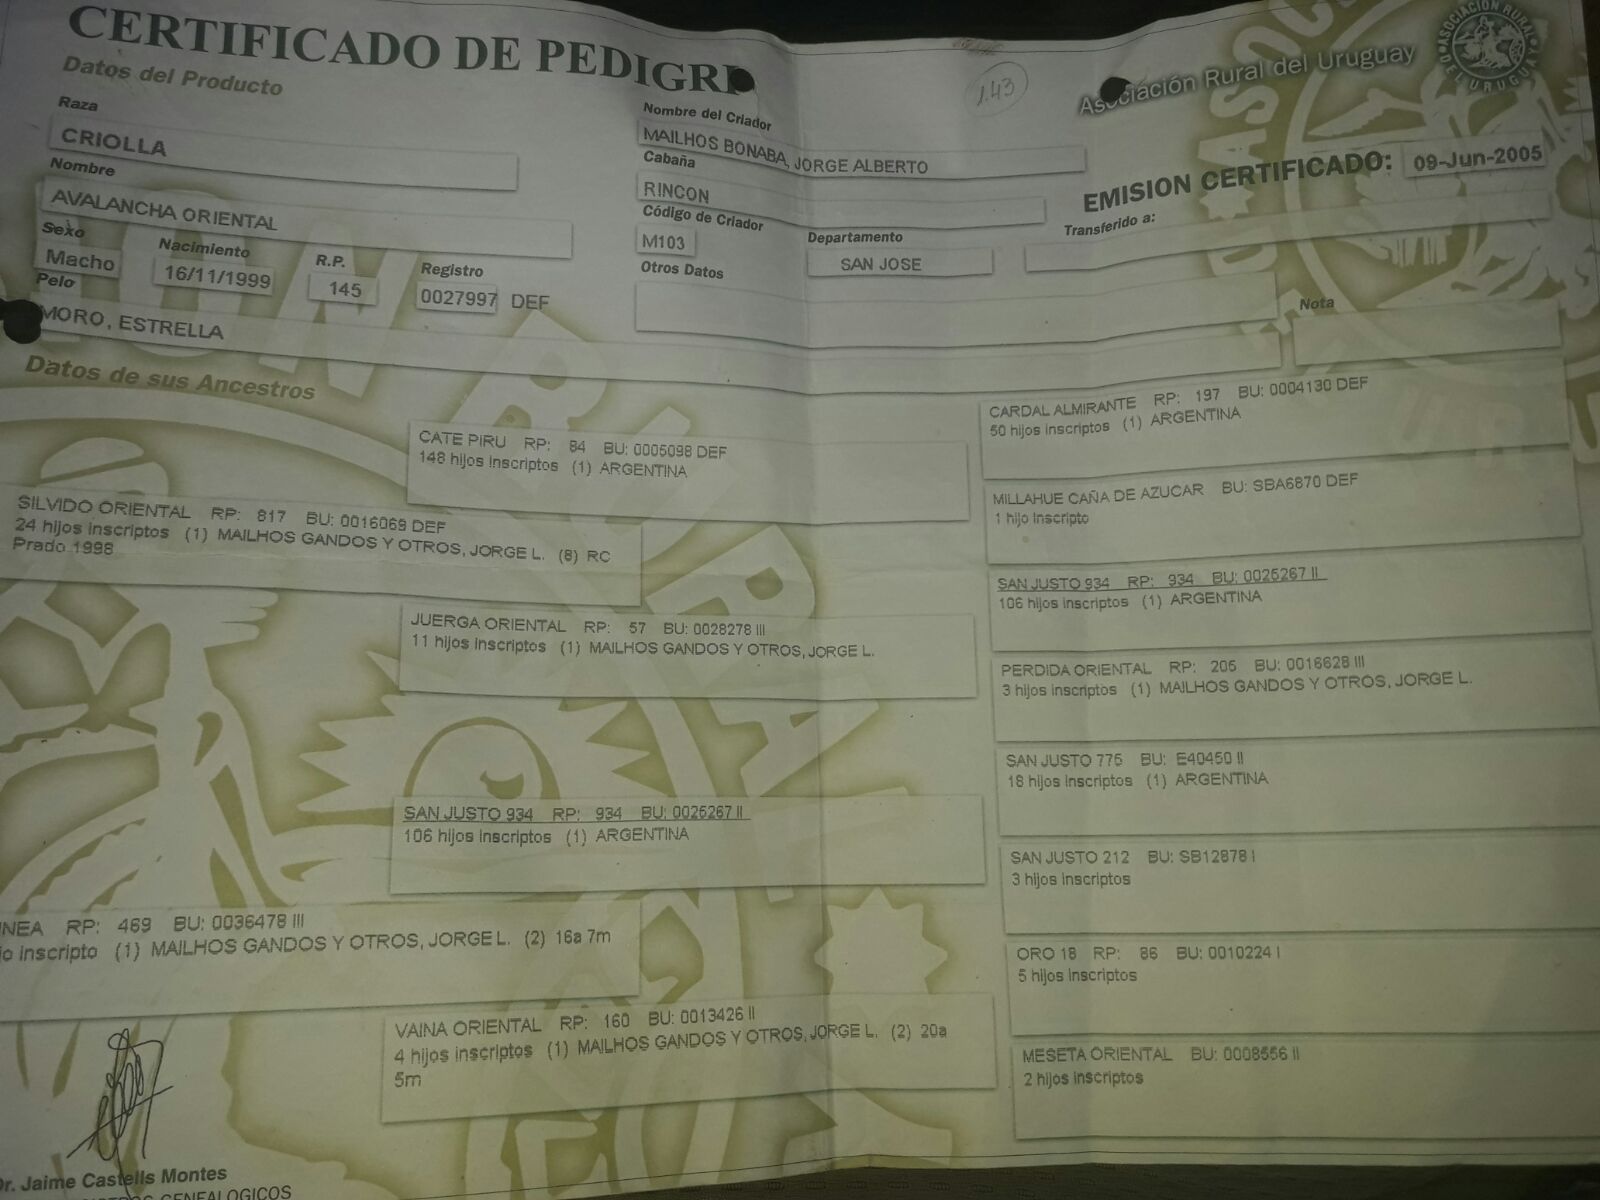 CERTIFICADO DE PEDIGRI
Datos del Producto
Raza
CRIOLLA
Nombre
AVALANCHA ORIENTAL
Sexo
Macho
Nacimiento
16/11/1999
R.P.
145
Registro
0027997 DEF
Pelo
MORO, ESTRELLA
Nombre del Criador
MAILHOS BONABA, JORGE ALBERTO
Cabaña
RINCON
Código de Criador
M103
Departamento
SAN JOSE
Otros Datos
1.43
Asociación Rural del Uruguay
ASOCIACION RURAL DEL URUGUAY
EMISION CERTIFICADO: 09-Jun-2005
Transferido a:
Nota
Datos de sus Ancestros
SILVIDO ORIENTAL RP: 817 BU: 0016069 DEF
24 hijos inscriptos (1) MAILHOS GANDOS Y OTROS, JORGE L. (8) RC
Prado 1998
NEA RP: 469 BU: 0036478 III
o inscripto (1) MAILHOS GANDOS Y OTROS, JORGE L. (2) 16a 7m
CATE PIRU RP: 84 BU: 0005098 DEF
148 hijos inscriptos (1) ARGENTINA
JUERGA ORIENTAL RP: 57 BU: 0028278 III
11 hijos inscriptos (1) MAILHOS GANDOS Y OTROS, JORGE L.
SAN JUSTO 934 RP: 934 BU: 0025267 II
106 hijos inscriptos (1) ARGENTINA
VAINA ORIENTAL RP: 160 BU: 0013426 II
4 hijos inscriptos (1) MAILHOS GANDOS Y OTROS, JORGE L. (2) 20a
5m
CARDAL ALMIRANTE RP: 197 BU: 0004130 DEF
50 hijos inscriptos (1) ARGENTINA
MILLAHUE CAÑA DE AZUCAR BU: SBA6870 DEF
1 hijo inscripto
SAN JUSTO 934 RP: 934 BU: 0025267 II
106 hijos inscriptos (1) ARGENTINA
PERDIDA ORIENTAL RP: 205 BU: 0016628 III
3 hijos inscriptos (1) MAILHOS GANDOS Y OTROS, JORGE L.
SAN JUSTO 775 BU: E40450 II
18 hijos inscriptos (1) ARGENTINA
SAN JUSTO 212 BU: SB12878 I
3 hijos inscriptos
ORO 18 RP: 86 BU: 0010224 I
5 hijos inscriptos
MESETA ORIENTAL BU: 0008556 II
2 hijos inscriptos
Dr. Jaime Castells Montes
GENEALOGICOS